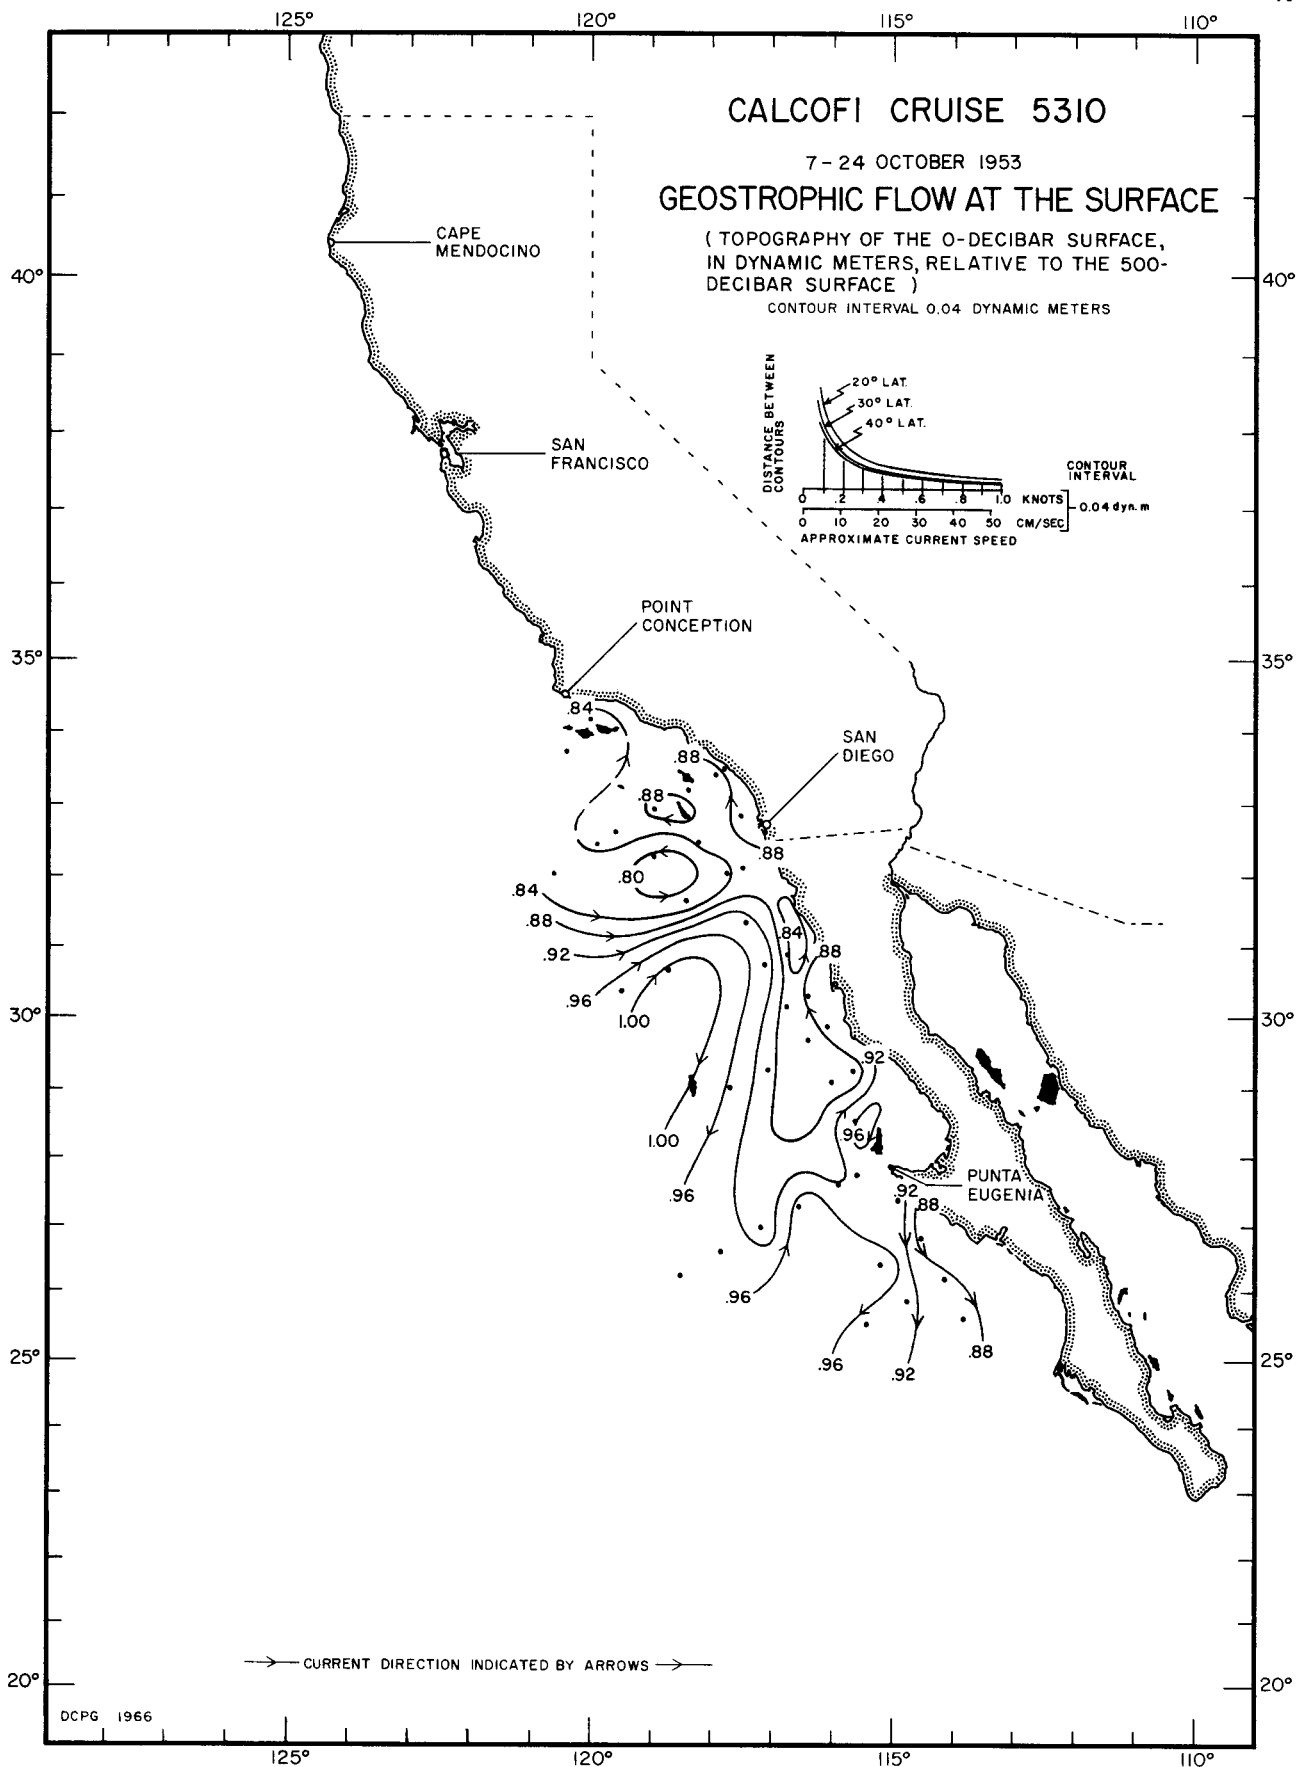 125°
120°
115°
110°
CALCOFI CRUISE 5310
7-24 OCTOBER 1953
GEOSTROPHIC FLOW AT THE SURFACE
( TOPOGRAPHY OF THE 0-DECIBAR SURFACE,
IN DYNAMIC METERS, RELATIVE TO THE 500-
DECIBAR SURFACE )
CONTOUR INTERVAL 0.04 DYNAMIC METERS
CAPE
MENDOCINO
40°
40°
DISTANCE BETWEEN
CONTOURS
20° LAT.
30° LAT.
40° LAT.
CONTOUR
INTERVAL
0 .2 .4 .6 .8 1.0 KNOTS
0.04 dyn. m
0 10 20 30 40 50 CM/SEC
APPROXIMATE CURRENT SPEED
SAN
FRANCISCO
POINT
CONCEPTION
35°
35°
.84
SAN
DIEGO
.88
.88
.88
.80
.84
.88
.84
.92
.88
.96
1.00
30°
30°
.92
.96
1.00
PUNTA
EUGENIA
.96
.92
.88
.96
.88
.96
.92
25°
25°
CURRENT DIRECTION INDICATED BY ARROWS
20°
20°
DCPG 1966
125°
120°
115°
110°